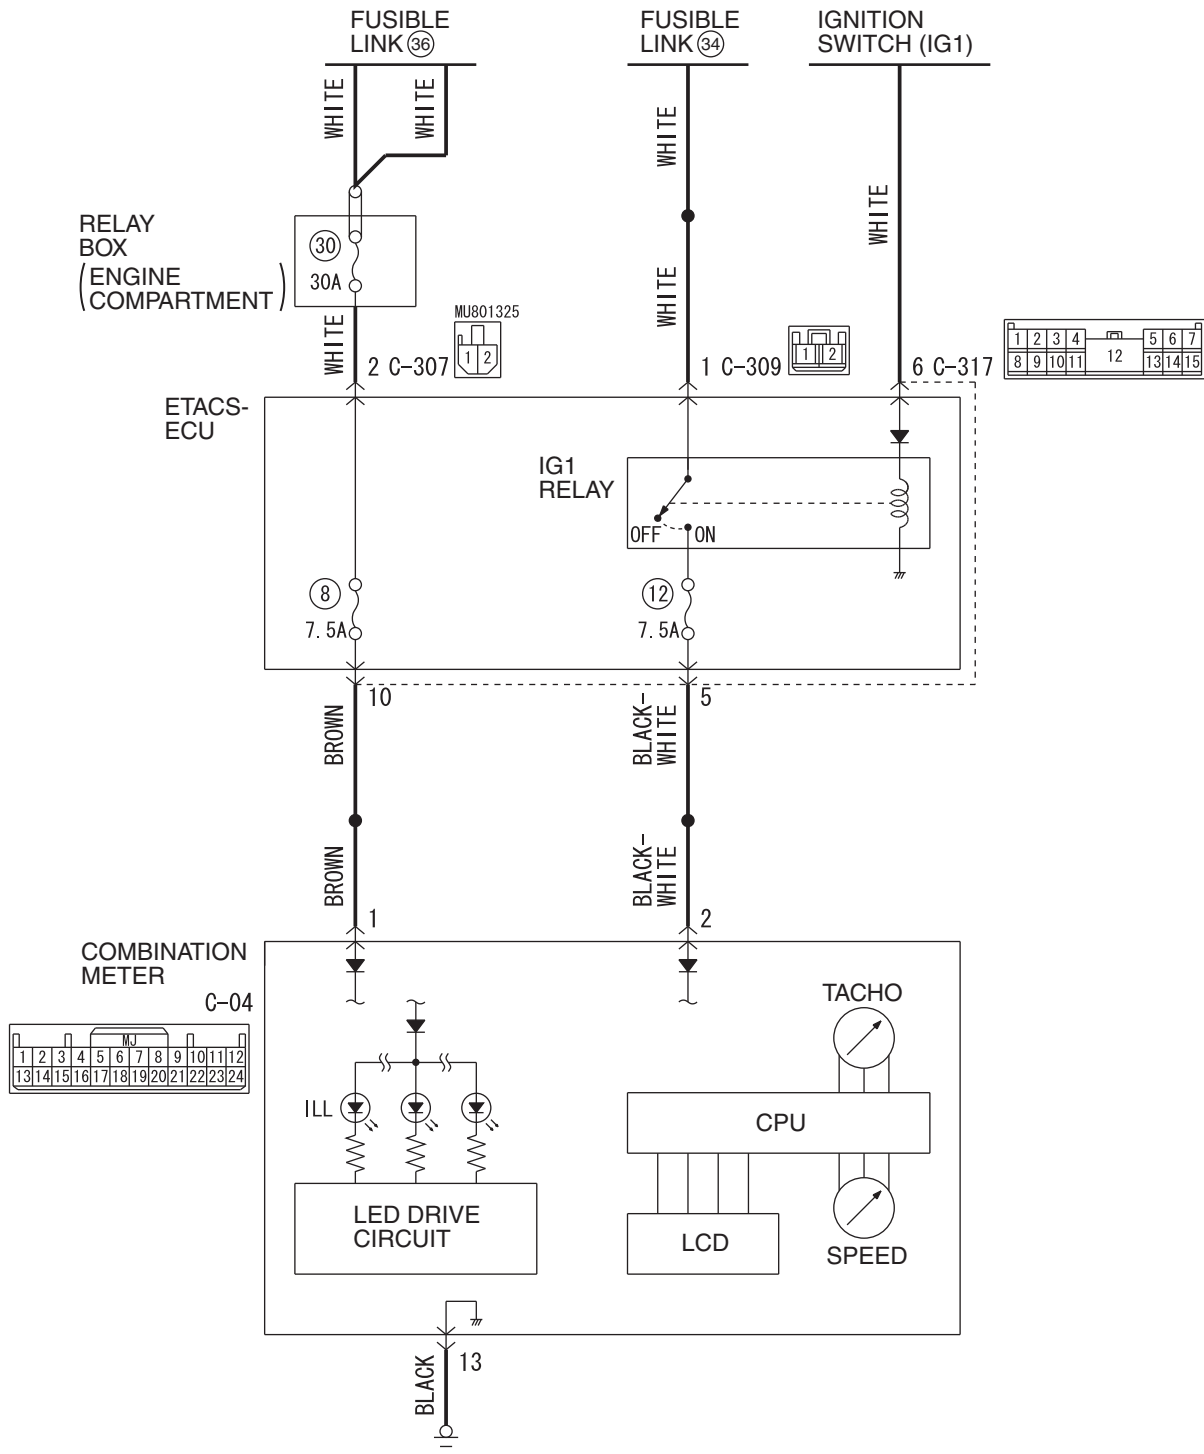 FUSIBLE
LINK 36
FUSIBLE
LINK 34
IGNITION
SWITCH (IG1)
WHITE
WHITE
WHITE
WHITE
RELAY
BOX
(ENGINE
COMPARTMENT)
30
30A
WHITE
WHITE
MU801325
1 2
2 C-307
1 C-309
1 2
6 C-317
1 2 3 4 5 6 7
8 9 10 11 12 13 14 15
ETACS-
ECU
IG1
RELAY
OFF ON
8
7.5A
12
7.5A
10
5
BROWN
BLACK-
WHITE
BROWN
BLACK-
WHITE
1
2
COMBINATION
METER
C-04
MJ
1 2 3 4 5 6 7 8 9 10 11 12
13 14 15 16 17 18 19 20 21 22 23 24
TACHO
ILL
CPU
LED DRIVE
CIRCUIT
LCD
SPEED
BLACK
13